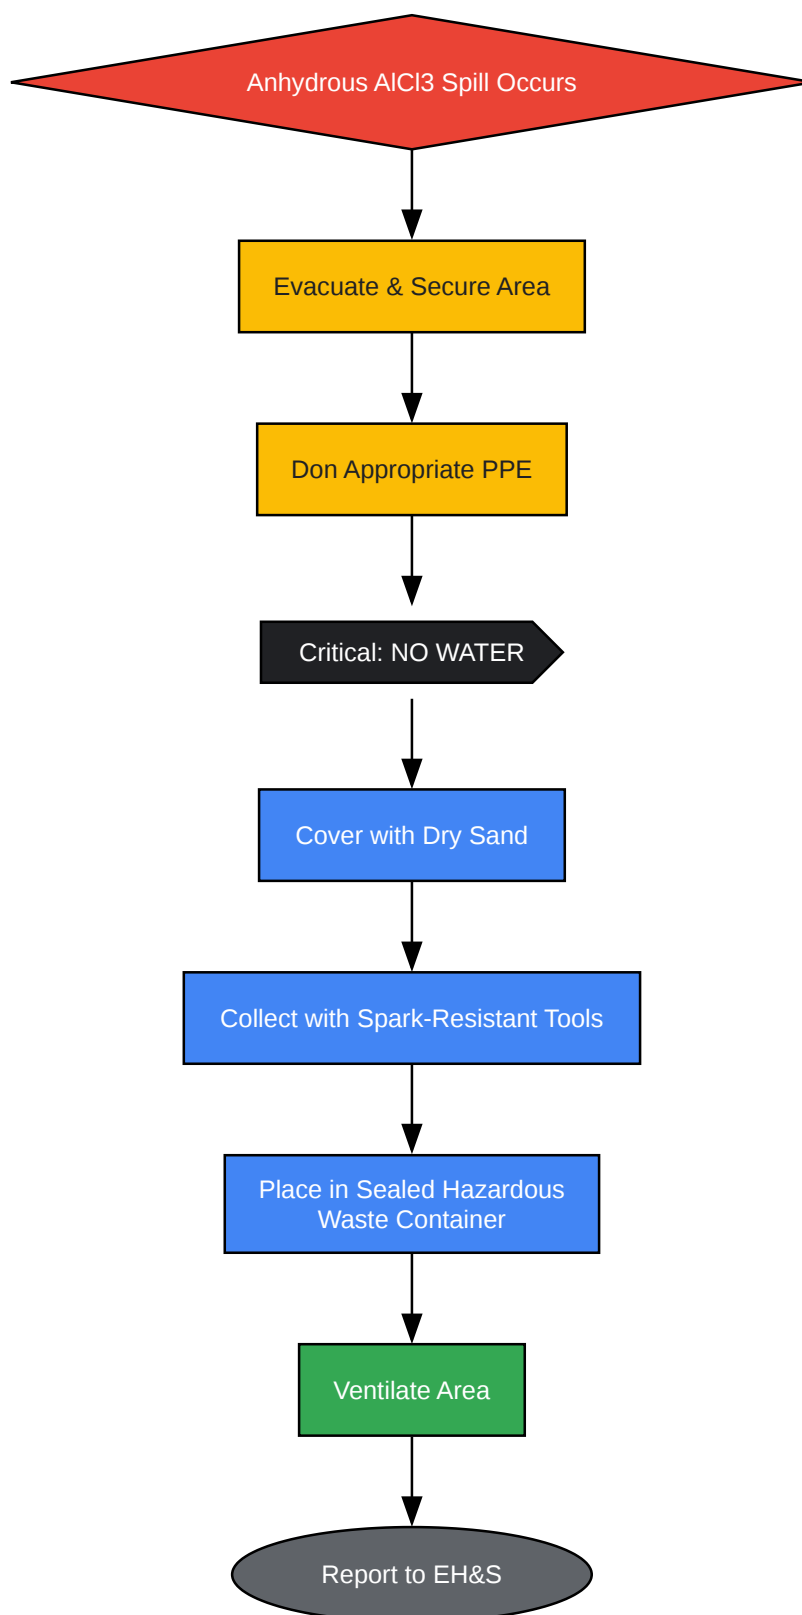 Anhydrous AlCl3 Spill Occurs
Evacuate & Secure Area
Don Appropriate PPE
Critical: NO WATER
Cover with Dry Sand
Collect with Spark-Resistant Tools
Place in Sealed Hazardous
Waste Container
Ventilate Area
Report to EH&S